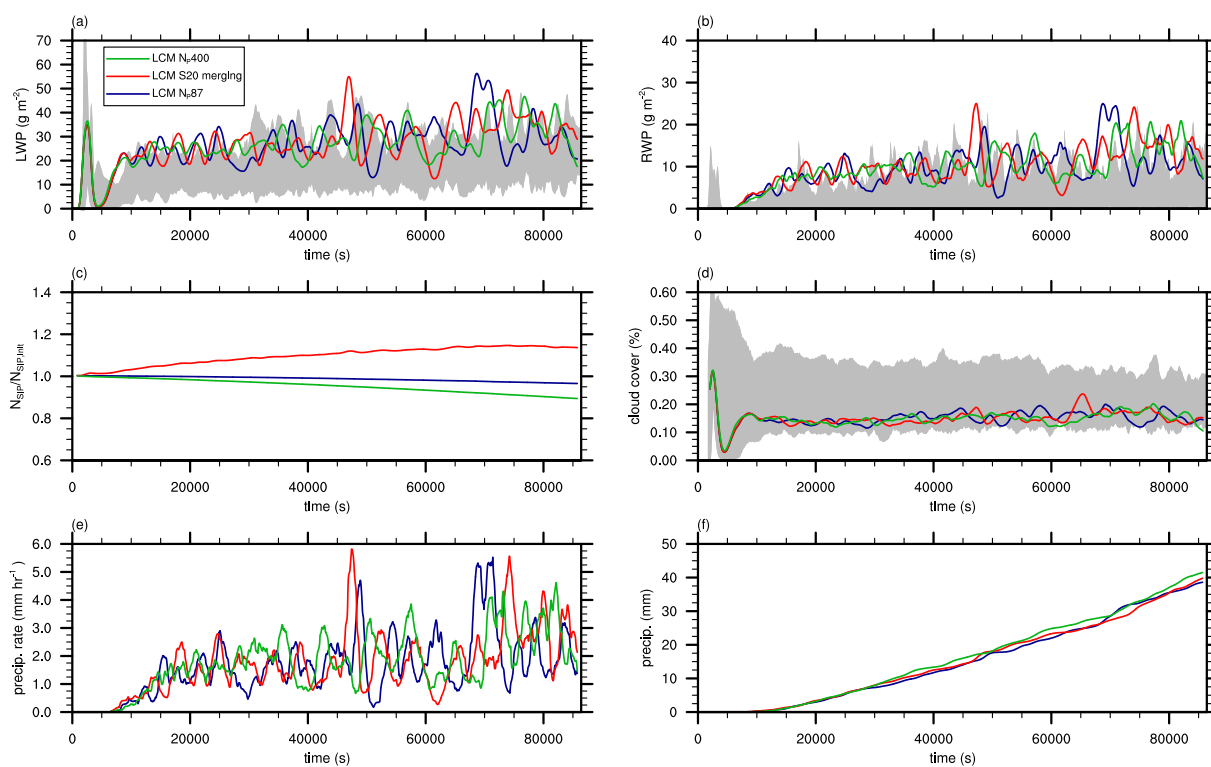 (a)
70
60
50
40
30
20
10
0
LWP (g m⁻²)
LCM N_F400
LCM S20 merging
LCM N_F87
0 20000 40000 60000 80000
time (s)
(b)
40
30
20
10
0
RWP (g m⁻²)
0 20000 40000 60000 80000
time (s)
(c)
1.4
1.2
1.0
0.8
0.6
N_SIP/N_SIP,init
0 20000 40000 60000 80000
time (s)
(d)
0.60
0.50
0.40
0.30
0.20
0.10
0.00
cloud cover (%)
0 20000 40000 60000 80000
time (s)
(e)
6.0
5.0
4.0
3.0
2.0
1.0
0.0
precip. rate (mm hr⁻¹)
0 20000 40000 60000 80000
time (s)
(f)
50
40
30
20
10
0
precip. (mm)
0 20000 40000 60000 80000
time (s)